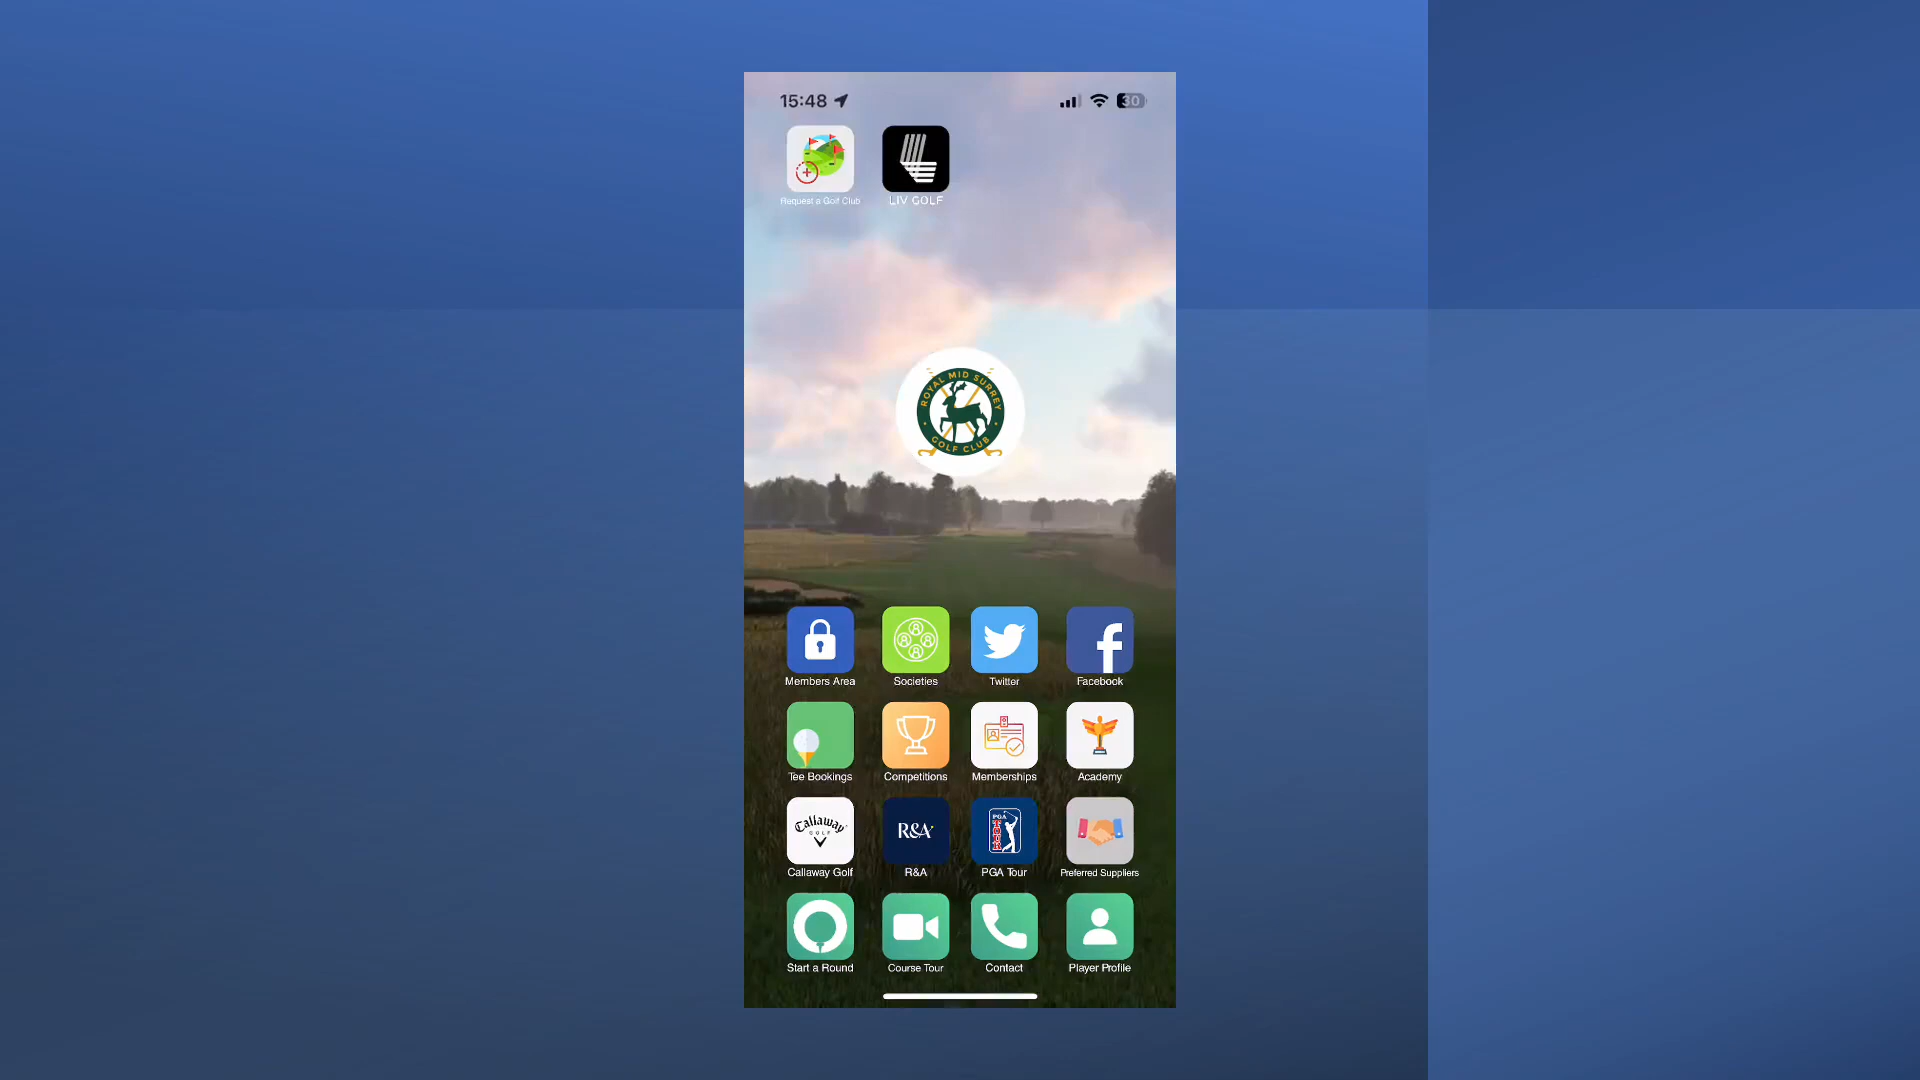 15:48
30
Request a Golf Club
LIV GOLF
ROYAL MID SURREY
GOLF CLUB
Members Area
Societies
Twitter
Facebook
Tee Bookings
Competitions
Memberships
Academy
Callaway
GOLF
R&A
PGA
TOUR
Callaway Golf
R&A
PGA Tour
Preferred Suppliers
Start a Round
Course Tour
Contact
Player Profile